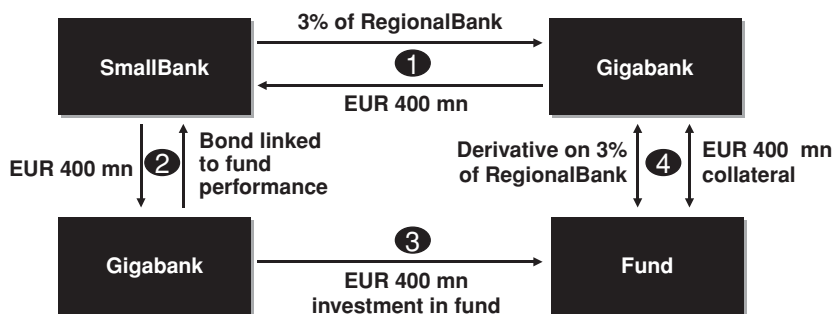 3% of RegionalBank
SmallBank
1
Gigabank
EUR 400 mn
EUR 400 mn
2
Bond linked
to fund
performance
Derivative on 3%
of RegionalBank
4
EUR 400 mn
collateral
Gigabank
3
EUR 400 mn
investment in fund
Fund